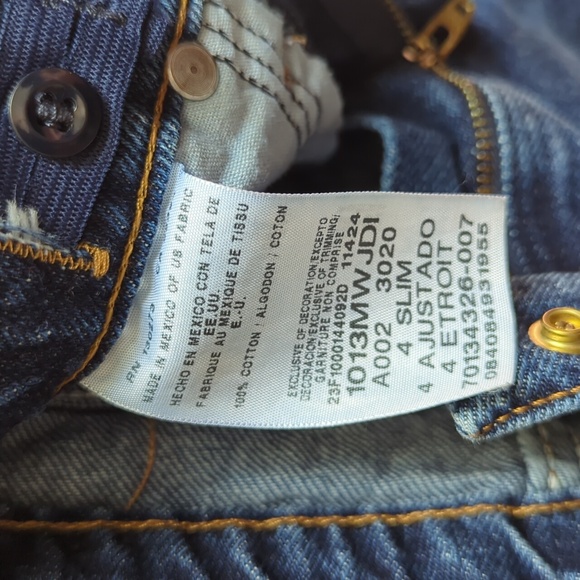 MADE IN MEXICO OF US FABRIC
HECHO EN MEXICO CON TELA DE
EE.UU.
FABRIQUE AU MEXIQUE DE TISSU
E.-U.
100% COTTON / ALGODON / COTON
EXCLUSIVE OF DECORATION/EXCEPTO
DECORACION/EXCLUSIVE OF TRIMMING;
GARNITURE NON COMPRISE
23F1000144092D 11424
1013MWJDI
A002 3020
4 SLIM
4 AJUSTADO
4 ETROIT
70134326-007
084084931955